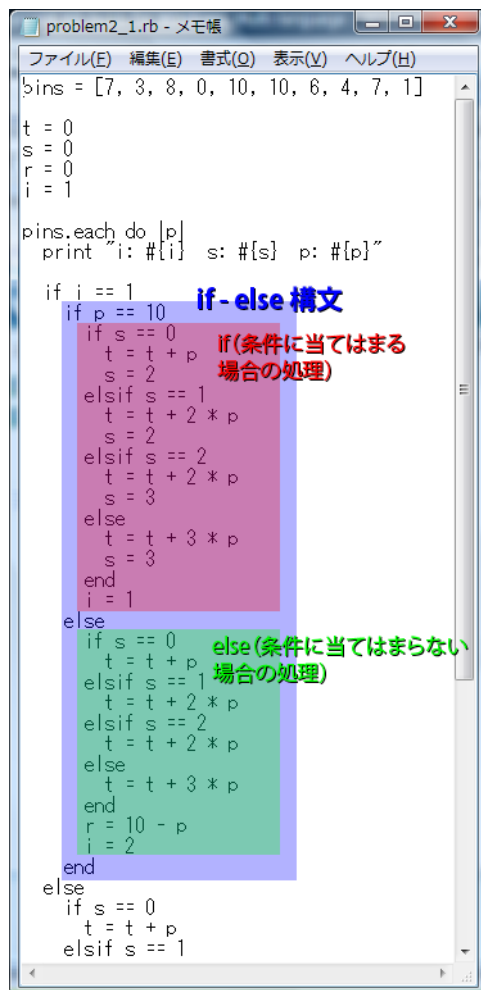 problem2_1.rb - メモ帳
ファイル(F) 編集(E) 書式(O) 表示(V) ヘルプ(H)
pins = [7, 3, 8, 0, 10, 10, 6, 4, 7, 1]
t = 0
s = 0
r = 0
i = 1
pins.each do |p|
print "i: #{i} s: #{s} p: #{p}"
if i == 1
if - else 構文
if p == 10
if s == 0
t = t + p
s = 2
elsif s == 1
t = t + 2 * p
s = 2
elsif s == 2
t = t + 2 * p
s = 3
else
t = t + 3 * p
s = 3
end
i = 1
if(条件に当てはまる
場合の処理)
else
if s == 0
t = t + p
elsif s == 1
t = t + 2 * p
elsif s == 2
t = t + 2 * p
else
t = t + 3 * p
end
r = 10 - p
i = 2
else(条件に当てはまらない
場合の処理)
end
else
if s == 0
t = t + p
elsif s == 1